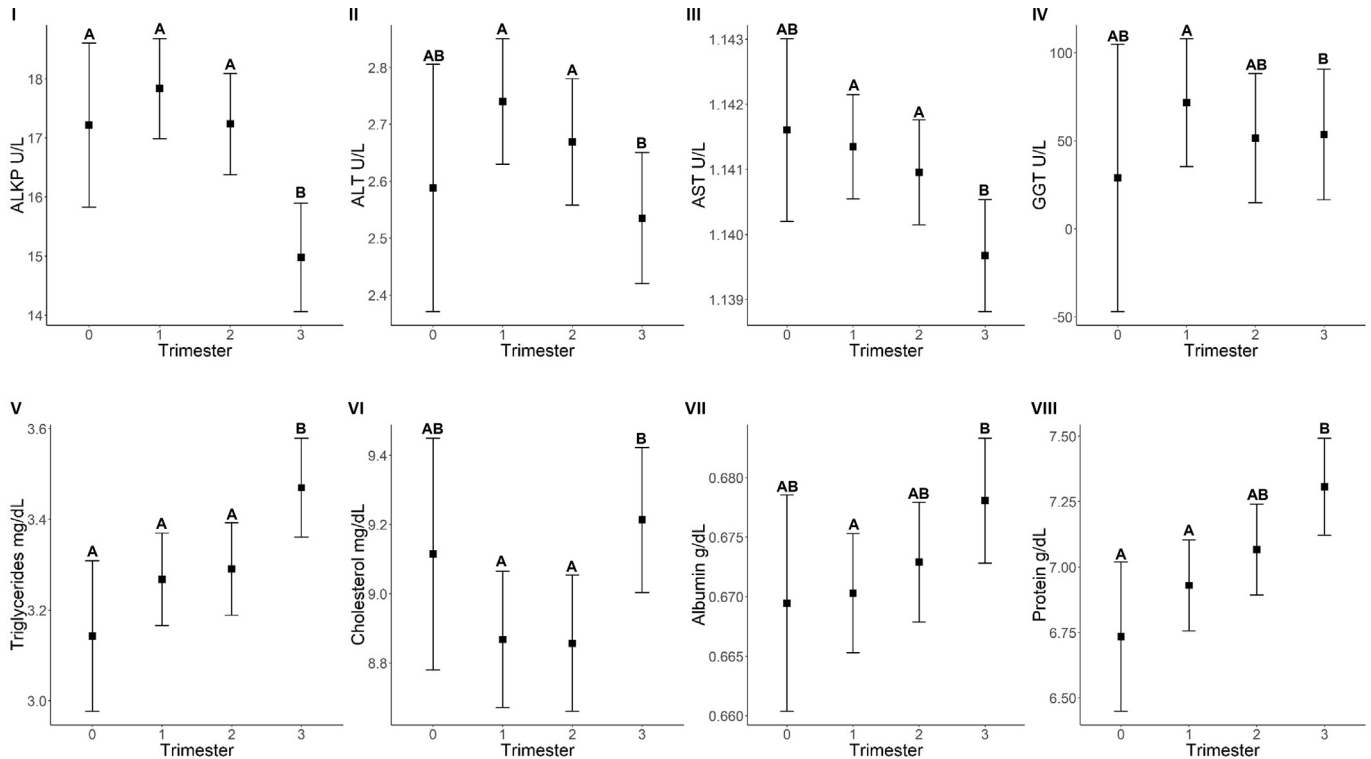 I
ALKP U/L
18
17
16
15
14
A
A
A
B
0 1 2 3
Trimester
II
ALT U/L
2.8
2.7
2.6
2.5
2.4
AB
A
A
B
0 1 2 3
Trimester
III
AST U/L
1.143
1.142
1.141
1.140
1.139
AB
A
A
B
0 1 2 3
Trimester
IV
GGT U/L
100
50
0
-50
AB
A
AB
B
0 1 2 3
Trimester
V
Triglycerides mg/dL
3.6
3.4
3.2
3.0
A
A
A
B
0 1 2 3
Trimester
VI
Cholesterol mg/dL
9.4
9.2
9.0
8.8
AB
A
A
B
0 1 2 3
Trimester
VII
Albumin g/dL
0.680
0.675
0.670
0.665
0.660
AB
A
AB
B
0 1 2 3
Trimester
VIII
Protein g/dL
7.50
7.25
7.00
6.75
6.50
A
A
AB
B
0 1 2 3
Trimester